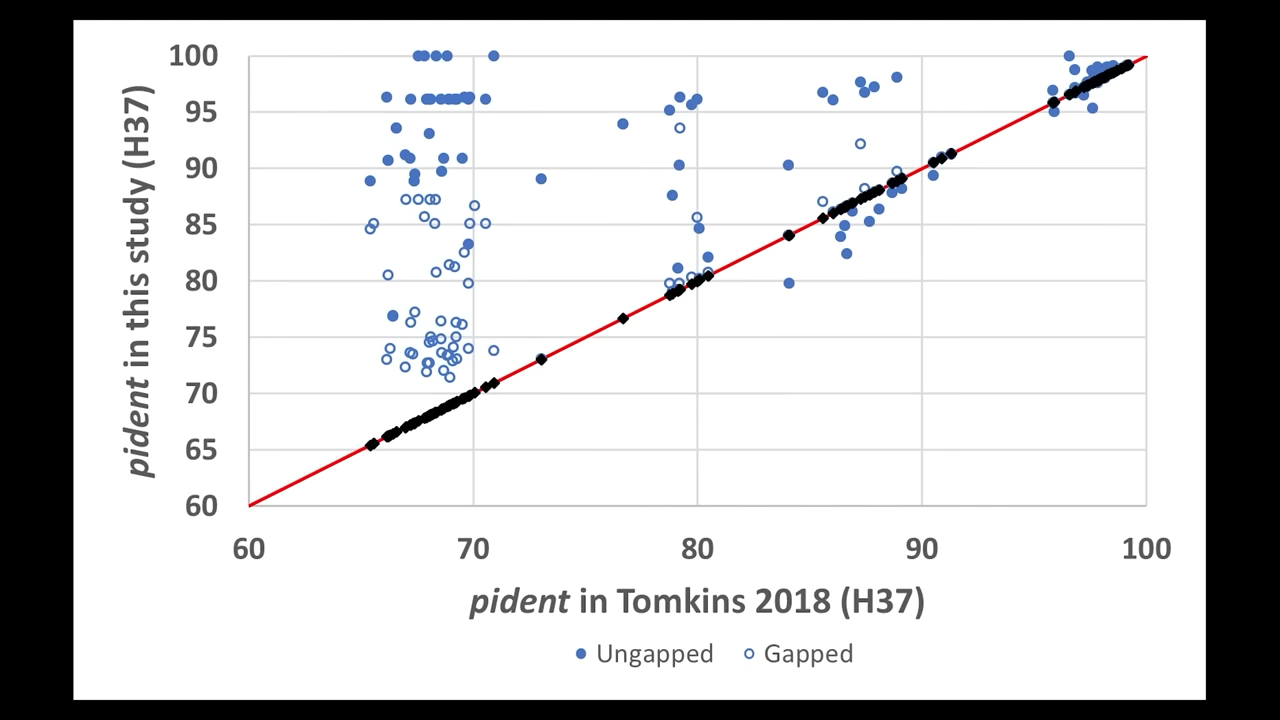 100
95
90
85
80
75
70
65
60
pident in this study (H37)
60 70 80 90 100
pident in Tomkins 2018 (H37)
Ungapped Gapped